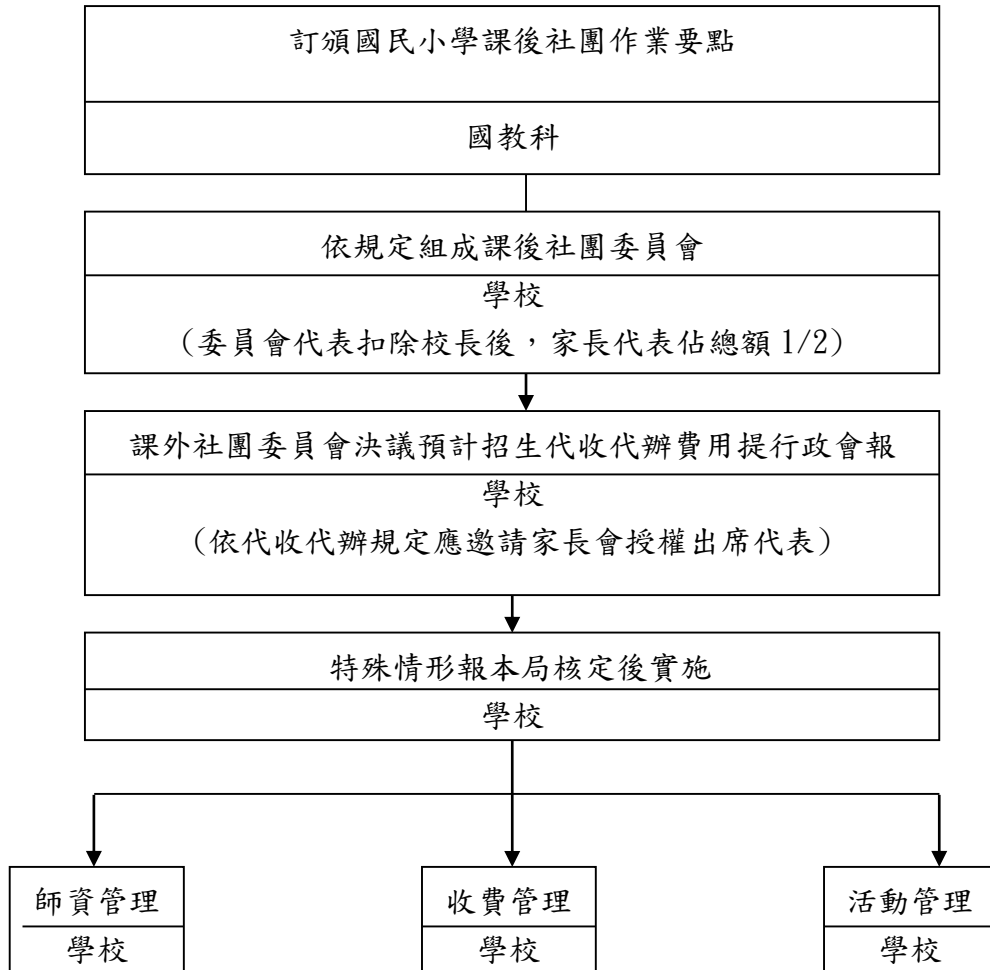 訂頒國民小學課後社團作業要點
國教科
依規定組成課後社團委員會
學校
（委員會代表扣除校長後，家長代表佔總額 1/2）
課外社團委員會決議預計招生代收代辦費用提行政會報
學校
（依代收代辦規定應邀請家長會授權出席代表）
特殊情形報本局核定後實施
學校
師資管理
學校
收費管理
學校
活動管理
學校